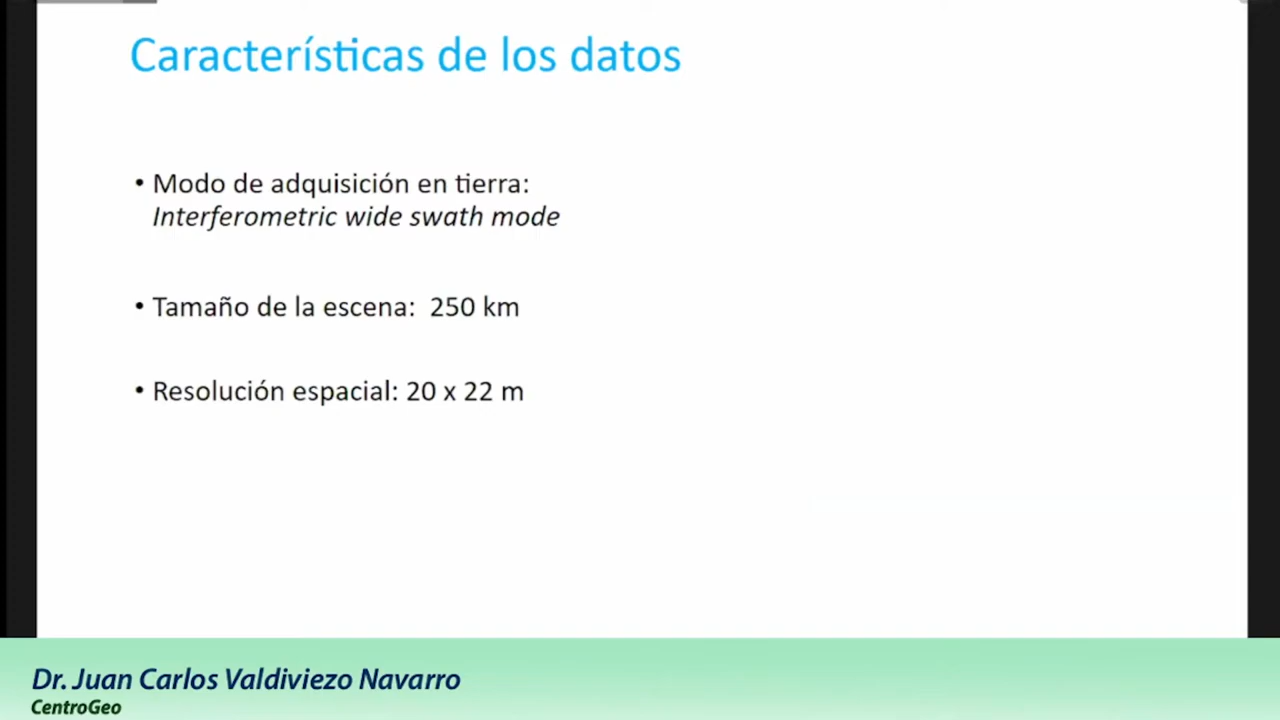 Características de los datos
• Modo de adquisición en tierra:
Interferometric wide swath mode
• Tamaño de la escena: 250 km
• Resolución espacial: 20 x 22 m
Dr. Juan Carlos Valdiviezo Navarro
CentroGeo